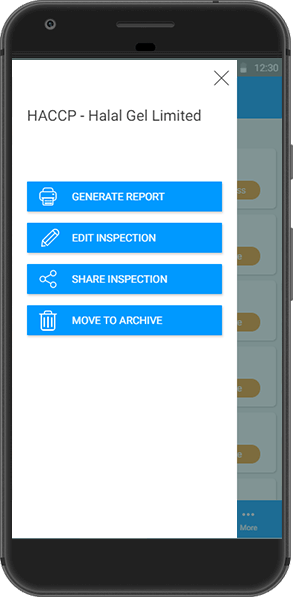 12:30
HACCP - Halal Gel Limited
GENERATE REPORT
EDIT INSPECTION
SHARE INSPECTION
MOVE TO ARCHIVE
More